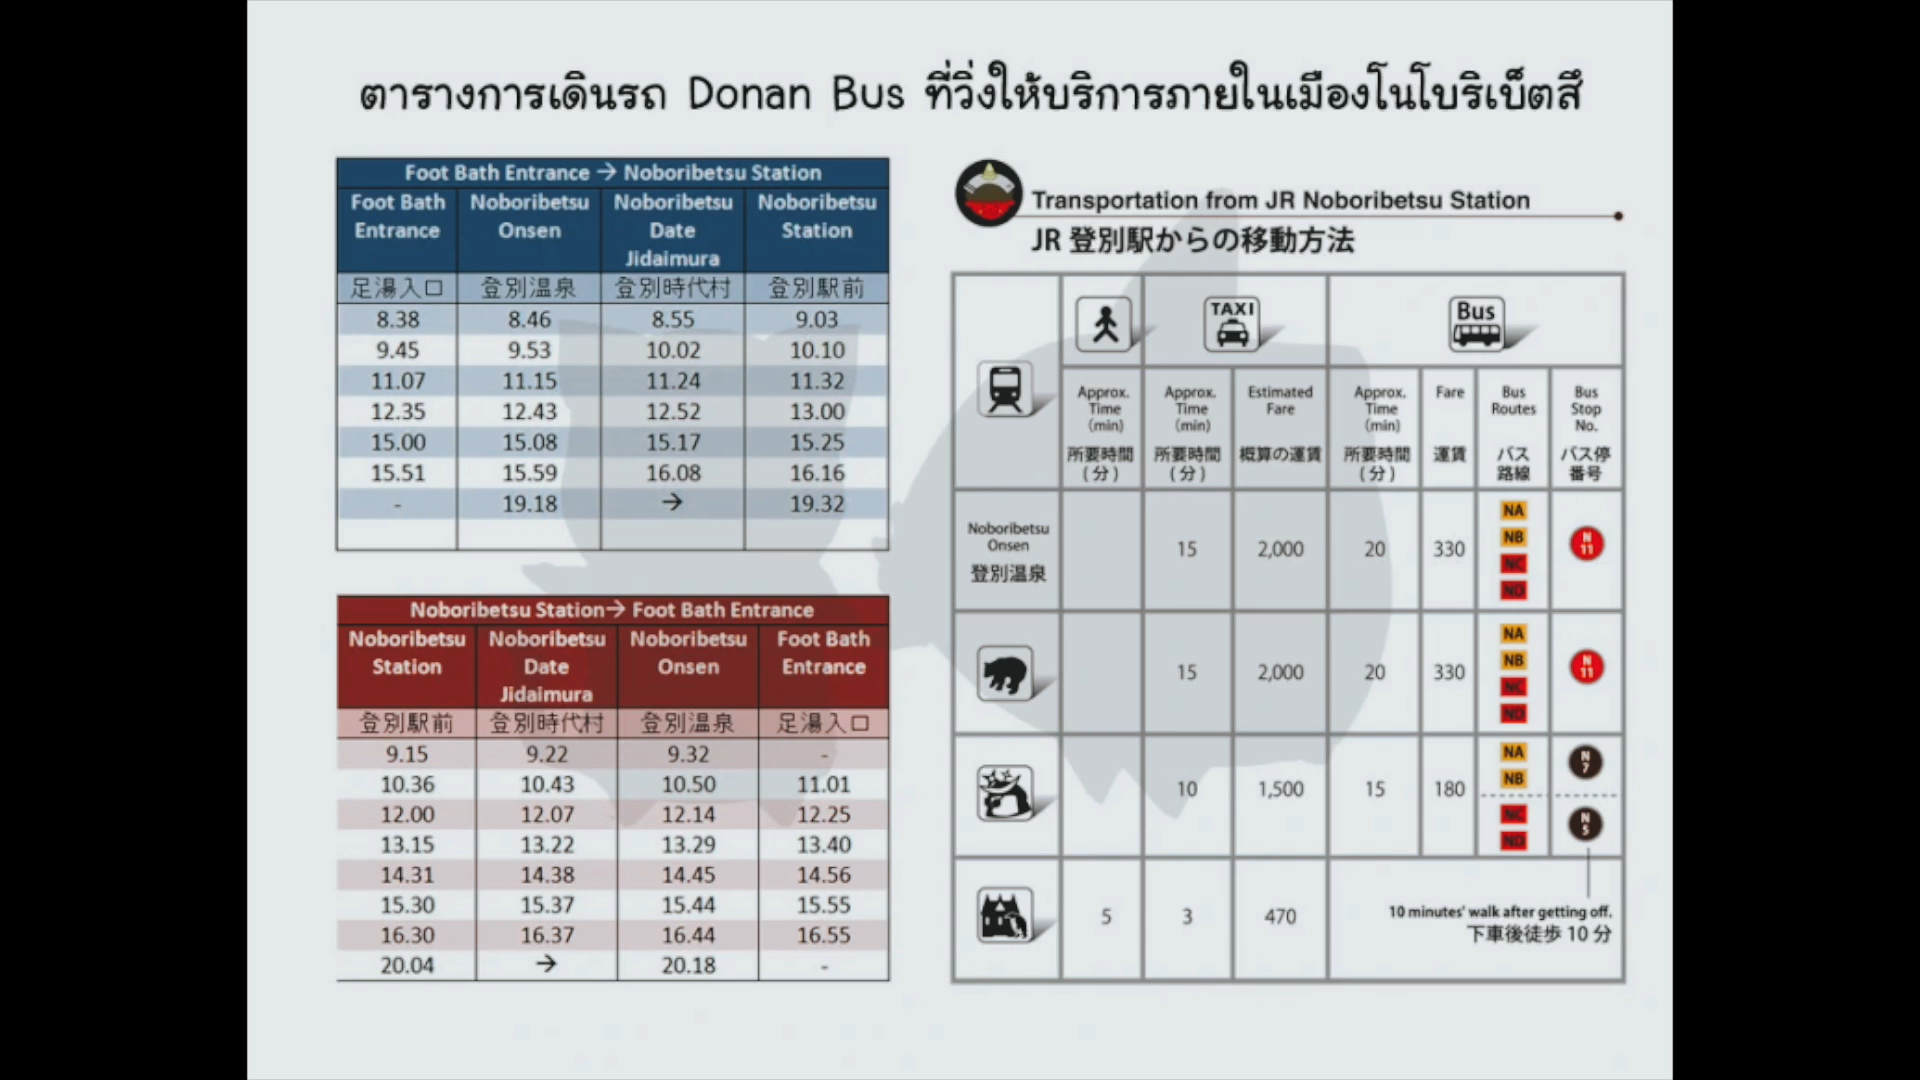 ตารางการเดินรถ Donan Bus ที่วิ่งให้บริการภายในเมืองโนโบริเบ็ตสึ
Foot Bath Entrance → Noboribetsu Station
Foot Bath Entrance Noboribetsu Onsen Noboribetsu Date Jidaimura Noboribetsu Station
足湯入口 登別温泉 登別時代村 登別駅前
8.38 8.46 8.55 9.03
9.45 9.53 10.02 10.10
11.07 11.15 11.24 11.32
12.35 12.43 12.52 13.00
15.00 15.08 15.17 15.25
15.51 15.59 16.08 16.16
- 19.18 → 19.32
Noboribetsu Station→ Foot Bath Entrance
Noboribetsu Station Noboribetsu Date Jidaimura Noboribetsu Onsen Foot Bath Entrance
登別駅前 登別時代村 登別温泉 足湯入口
9.15 9.22 9.32 -
10.36 10.43 10.50 11.01
12.00 12.07 12.14 12.25
13.15 13.22 13.29 13.40
14.31 14.38 14.45 14.56
15.30 15.37 15.44 15.55
16.30 16.37 16.44 16.55
20.04 → 20.18 -
Transportation from JR Noboribetsu Station
JR 登別駅からの移動方法
TAXI Bus
Approx. Time (min) Approx. Time (min) Estimated Fare Approx. Time (min) Fare Bus Routes Bus Stop No.
所要時間 (分) 所要時間 (分) 概算の運賃 所要時間 (分) 運賃 バス路線 バス停番号
Noboribetsu Onsen 登別温泉 15 2,000 20 330 NA NB NC ND N 11
15 2,000 20 330 NA NB NC ND N 11
10 1,500 15 180 NA NB N 7 NC ND N 5
5 3 470
10 minutes' walk after getting off.
下車後徒歩 10 分